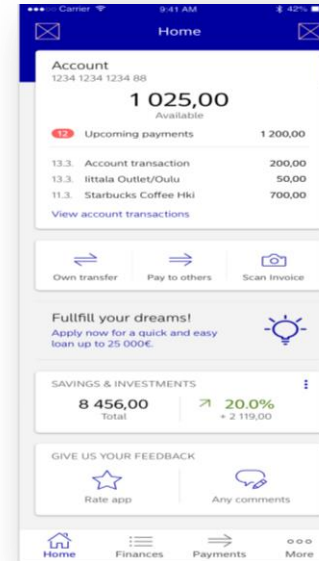 Carrier 9:41 AM 42%
Home
Account
1234 1234 1234 88
1 025,00
Available
12 Upcoming payments 1 200,00
13.3. Account transaction 200,00
13.3. Iittala Outlet/Oulu 50,00
11.3. Starbucks Coffee Hki 700,00
View account transactions
Own transfer Pay to others Scan Invoice
Fullfill your dreams!
Apply now for a quick and easy
loan up to 25 000€.
SAVINGS & INVESTMENTS
8 456,00 20.0%
Total + 2 119,00
GIVE US YOUR FEEDBACK
Rate app Any comments
Home Finances Payments More